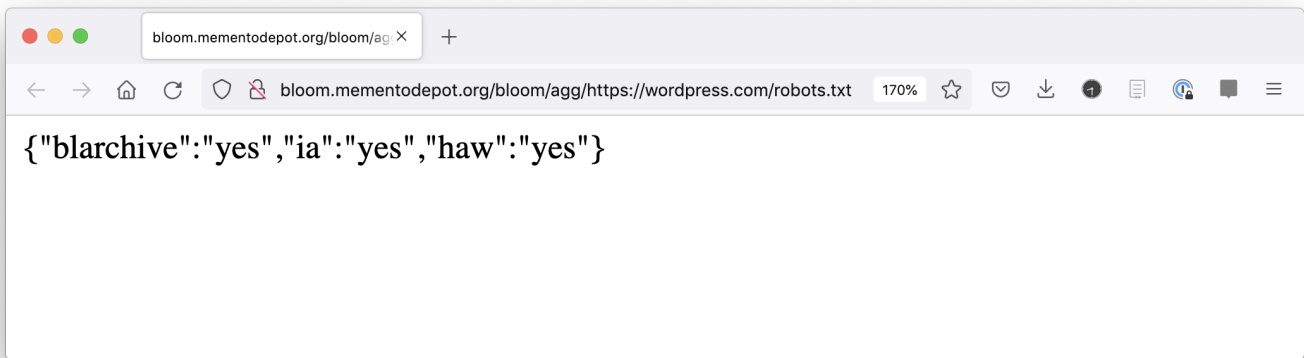 bloom.mementodepot.org/bloom/ag
bloom.mementodepot.org/bloom/agg/https://wordpress.com/robots.txt 170%
{"blarchive":"yes","ia":"yes","haw":"yes"}